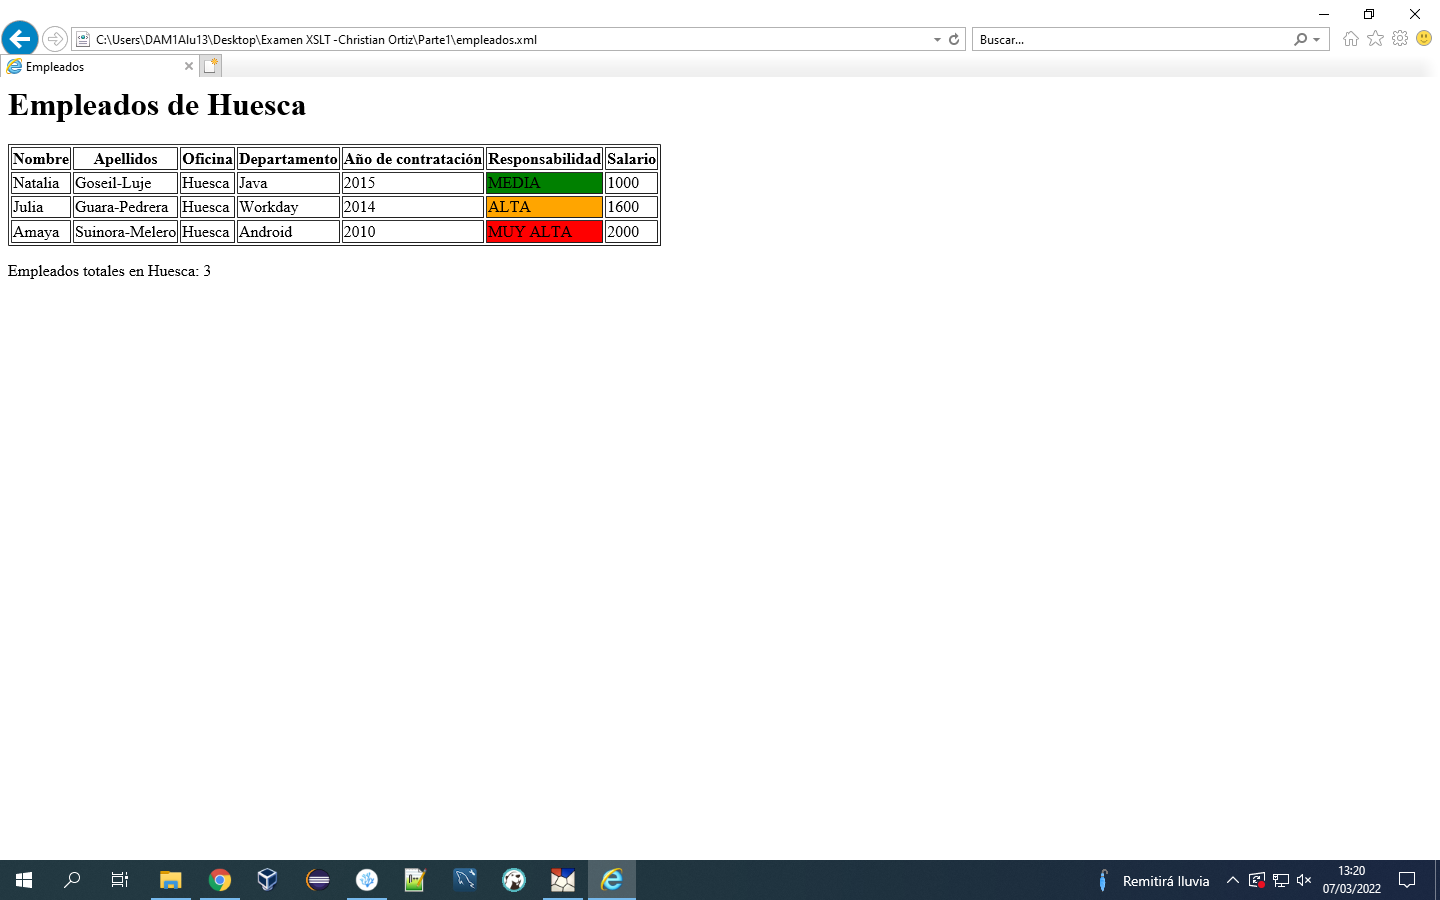 C:\Users\DAM1Alu13\Desktop\Examen XSLT -Christian Ortiz\Parte1\empleados.xml
Buscar...
Empleados
Empleados de Huesca
Nombre Apellidos Oficina Departamento Año de contratación Responsabilidad Salario
Natalia Goseil-Luje Huesca Java 2015 MEDIA 1000
Julia Guara-Pedrera Huesca Workday 2014 ALTA 1600
Amaya Suinora-Melero Huesca Android 2010 MUY ALTA 2000
Empleados totales en Huesca: 3
Remitirá lluvia
13:20
07/03/2022